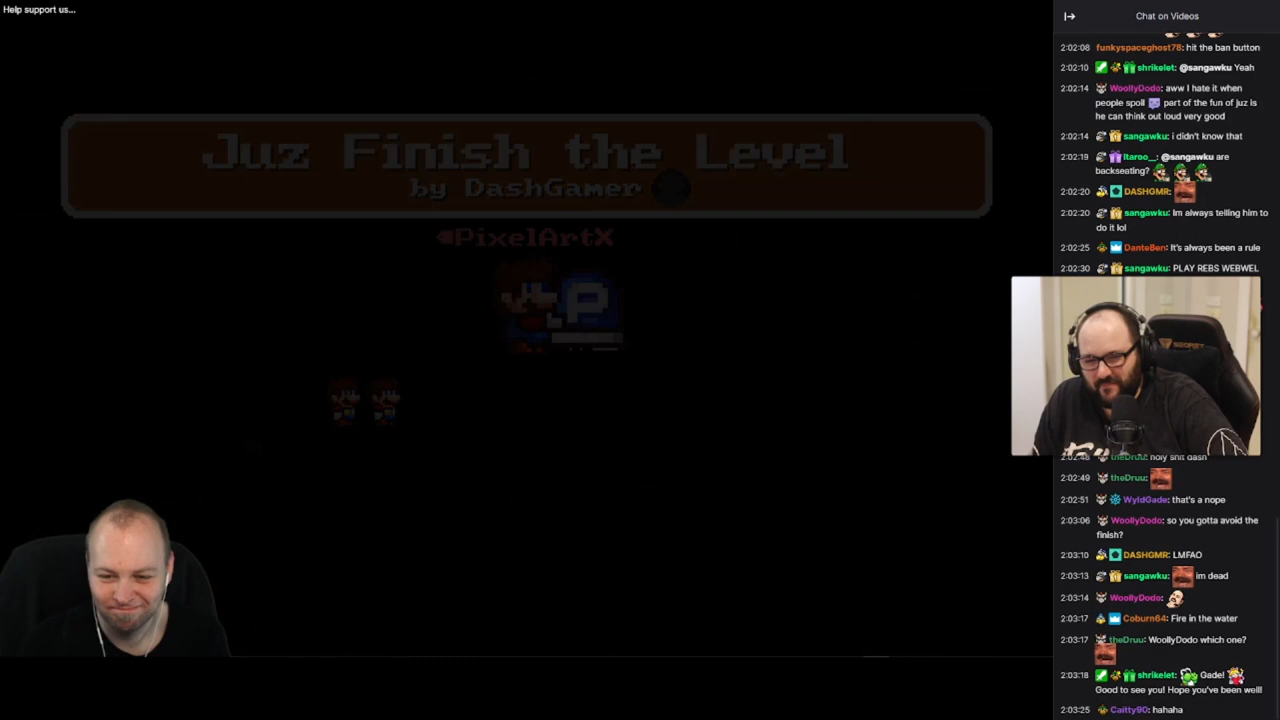 Help support us...
Juz Finish the Level
by DashGamer
PixelArtX
Chat on Videos
2:02:08 funkyspaceghost78: hit the ban button
2:02:10 shrikelet: @sangawku Yeah
2:02:14 WoollyDodo: aww I hate it when
people spoil part of the fun of juz is
he can think out loud very good
2:02:14 sangawku: i didn't know that
2:02:19 Itaroo__: @sangawku are
backseating?
2:02:20 DASHGMR:
2:02:20 sangawku: Im always telling him to
do it lol
2:02:25 DanteBen: It's always been a rule
2:02:30 sangawku: PLAY REBS WEBWEL
2:02:48 theDruu: holy shit dash
2:02:49 theDruu:
2:02:51 WyldGade: that's a nope
2:03:06 WoollyDodo: so you gotta avoid the
finish?
2:03:10 DASHGMR: LMFAO
2:03:13 sangawku: im dead
2:03:14 WoollyDodo:
2:03:17 Coburn64: Fire in the water
2:03:17 theDruu: WoollyDodo which one?
2:03:18 shrikelet: Gade!
Good to see you! Hope you've been well!
2:03:25 Caitty90: hahaha